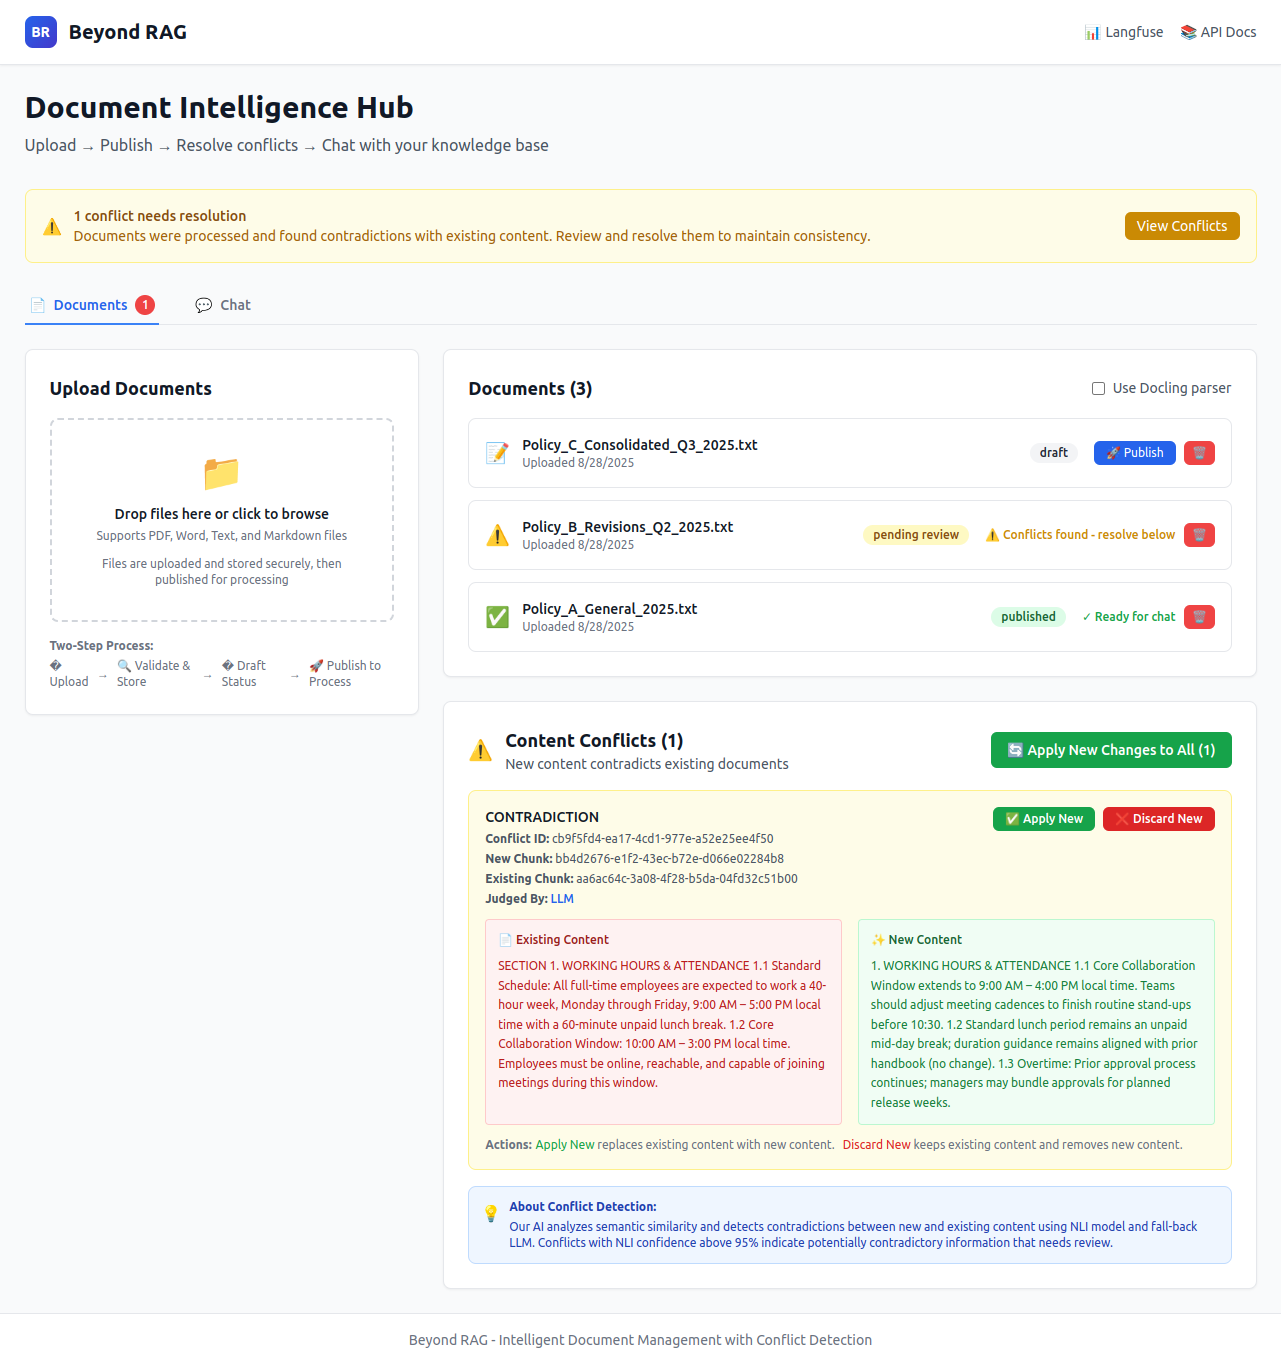 BR Beyond RAG
📊 Langfuse 📚 API Docs
Document Intelligence Hub
Upload → Publish → Resolve conflicts → Chat with your knowledge base
⚠️ 1 conflict needs resolution
Documents were processed and found contradictions with existing content. Review and resolve them to maintain consistency.
View Conflicts
📄 Documents 1
💬 Chat
Upload Documents
📁
Drop files here or click to browse
Supports PDF, Word, Text, and Markdown files
Files are uploaded and stored securely, then
published for processing
Two-Step Process:
� Upload → 🔍 Validate & Store → � Draft Status → 🚀 Publish to Process
Documents (3)
Use Docling parser
📝 Policy_C_Consolidated_Q3_2025.txt
Uploaded 8/28/2025
draft 🚀 Publish 🗑️
⚠️ Policy_B_Revisions_Q2_2025.txt
Uploaded 8/28/2025
pending review ⚠️ Conflicts found - resolve below 🗑️
✅ Policy_A_General_2025.txt
Uploaded 8/28/2025
published ✓ Ready for chat 🗑️
⚠️ Content Conflicts (1)
New content contradicts existing documents
🔄 Apply New Changes to All (1)
CONTRADICTION
✅ Apply New ❌ Discard New
Conflict ID: cb9f5fd4-ea17-4cd1-977e-a52e25ee4f50
New Chunk: bb4d2676-e1f2-43ec-b72e-d066e02284b8
Existing Chunk: aa6ac64c-3a08-4f28-b5da-04fd32c51b00
Judged By: LLM
📄 Existing Content
SECTION 1. WORKING HOURS & ATTENDANCE 1.1 Standard
Schedule: All full-time employees are expected to work a 40-
hour week, Monday through Friday, 9:00 AM – 5:00 PM local
time with a 60-minute unpaid lunch break. 1.2 Core
Collaboration Window: 10:00 AM – 3:00 PM local time.
Employees must be online, reachable, and capable of joining
meetings during this window.
✨ New Content
1. WORKING HOURS & ATTENDANCE 1.1 Core Collaboration
Window extends to 9:00 AM – 4:00 PM local time. Teams
should adjust meeting cadences to finish routine stand-ups
before 10:30. 1.2 Standard lunch period remains an unpaid
mid-day break; duration guidance remains aligned with prior
handbook (no change). 1.3 Overtime: Prior approval process
continues; managers may bundle approvals for planned
release weeks.
Actions: Apply New replaces existing content with new content. Discard New keeps existing content and removes new content.
💡 About Conflict Detection:
Our AI analyzes semantic similarity and detects contradictions between new and existing content using NLI model and fall-back
LLM. Conflicts with NLI confidence above 95% indicate potentially contradictory information that needs review.
Beyond RAG - Intelligent Document Management with Conflict Detection